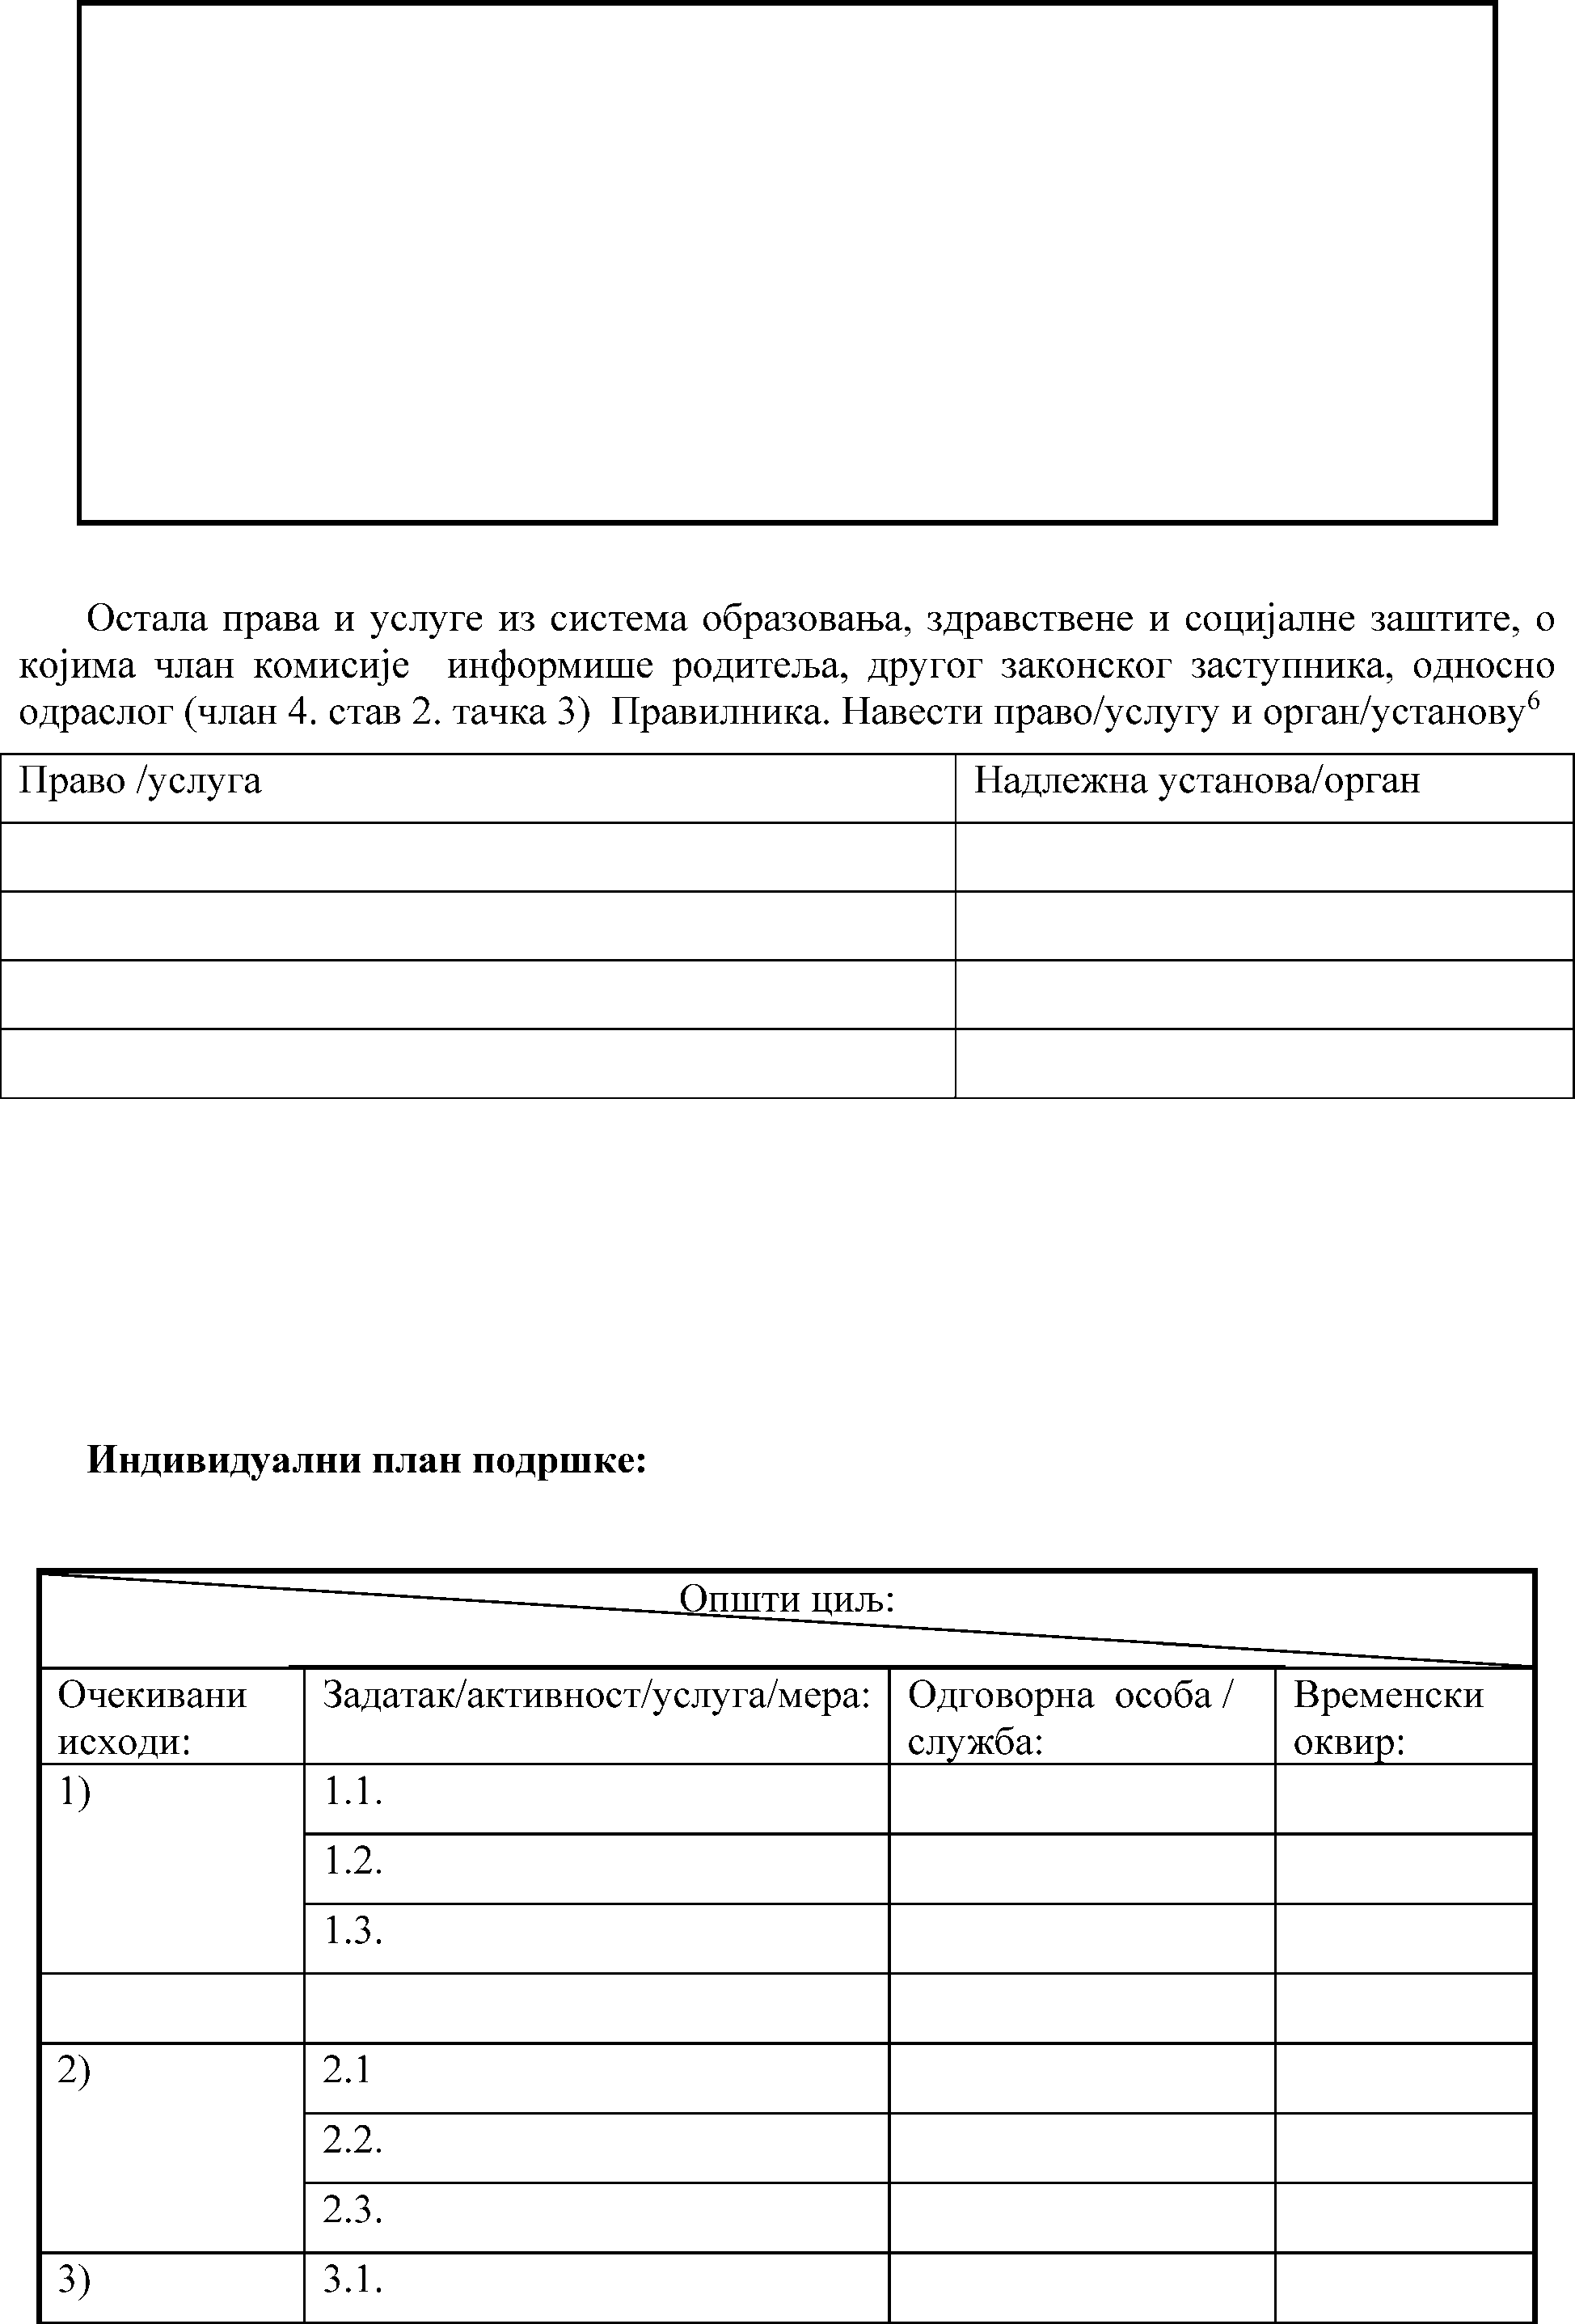 Остала права и услуге из система образовања, здравствене и социјалне заштите, о
којима члан комисије информише родитеља, другог законског заступника, односно
одраслог (члан 4. став 2. тачка 3) Правилника. Навести право/услугу и орган/установу⁶
Право /услуга Надлежна установа/орган
Индивидуални план подршке:
Општи циљ:
Очекивани исходи: Задатак/активност/услуга/мера: Одговорна особа / служба: Временски оквир:
1) 1.1.
1.2.
1.3.
2) 2.1
2.2.
2.3.
3) 3.1.